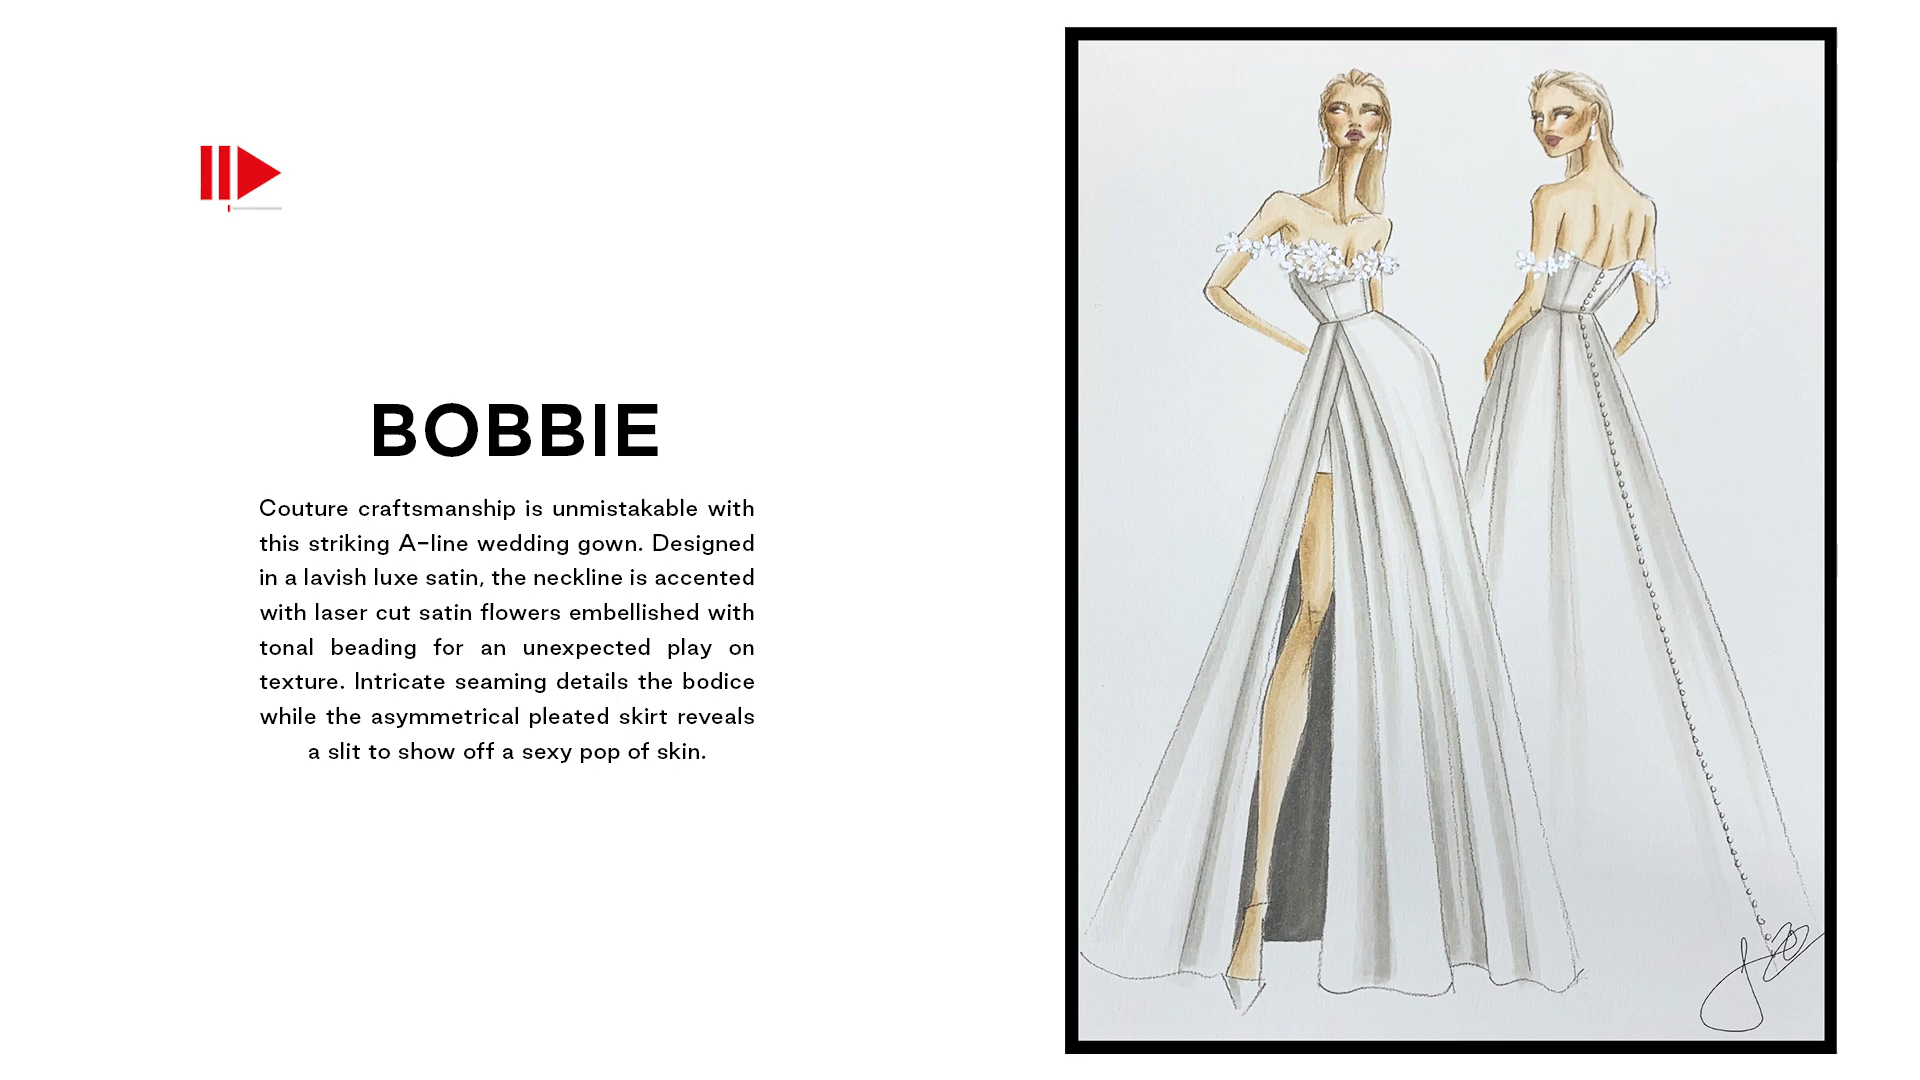 BOBBIE
Couture craftsmanship is unmistakable with
this striking A-line wedding gown. Designed
in a lavish luxe satin, the neckline is accented
with laser cut satin flowers embellished with
tonal beading for an unexpected play on
texture. Intricate seaming details the bodice
while the asymmetrical pleated skirt reveals
a slit to show off a sexy pop of skin.